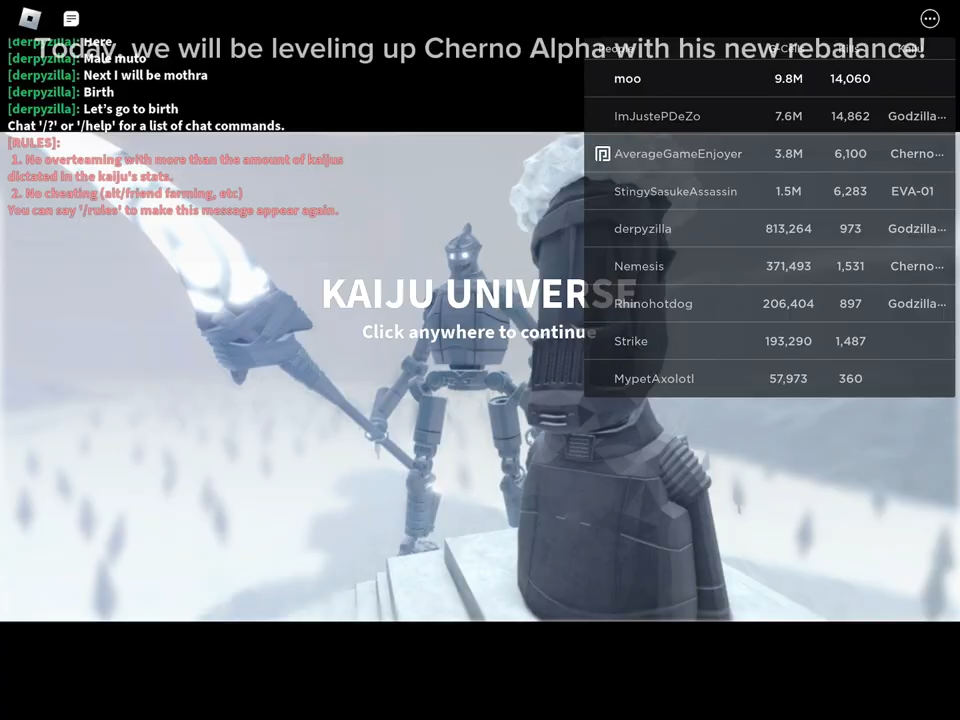 Today, we will be leveling up Cherno Alpha with his new rebalance!
[derpyzilla]: Here
[derpyzilla]: Male muto
[derpyzilla]: Next I will be mothra
[derpyzilla]: Birth
[derpyzilla]: Let's go to birth
Chat '/?' or '/help' for a list of chat commands.
[RULES]:
1. No overteaming with more than the amount of kaijus
dictated in the kaiju's stats.
2. No cheating (alt/friend farming, etc)
You can say '/rules' to make this message appear again.
KAIJU UNIVERSE
Click anywhere to continue
People G-Cells Kills Kaiju
moo 9.8M 14,060
ImJustePDeZo 7.6M 14,862 Godzilla...
AverageGameEnjoyer 3.8M 6,100 Cherno...
StingySasukeAssassin 1.5M 6,283 EVA-01
derpyzilla 813,264 973 Godzilla...
Nemesis 371,493 1,531 Cherno...
Rhinohotdog 206,404 897 Godzilla...
Strike 193,290 1,487
MypetAxolotl 57,973 360